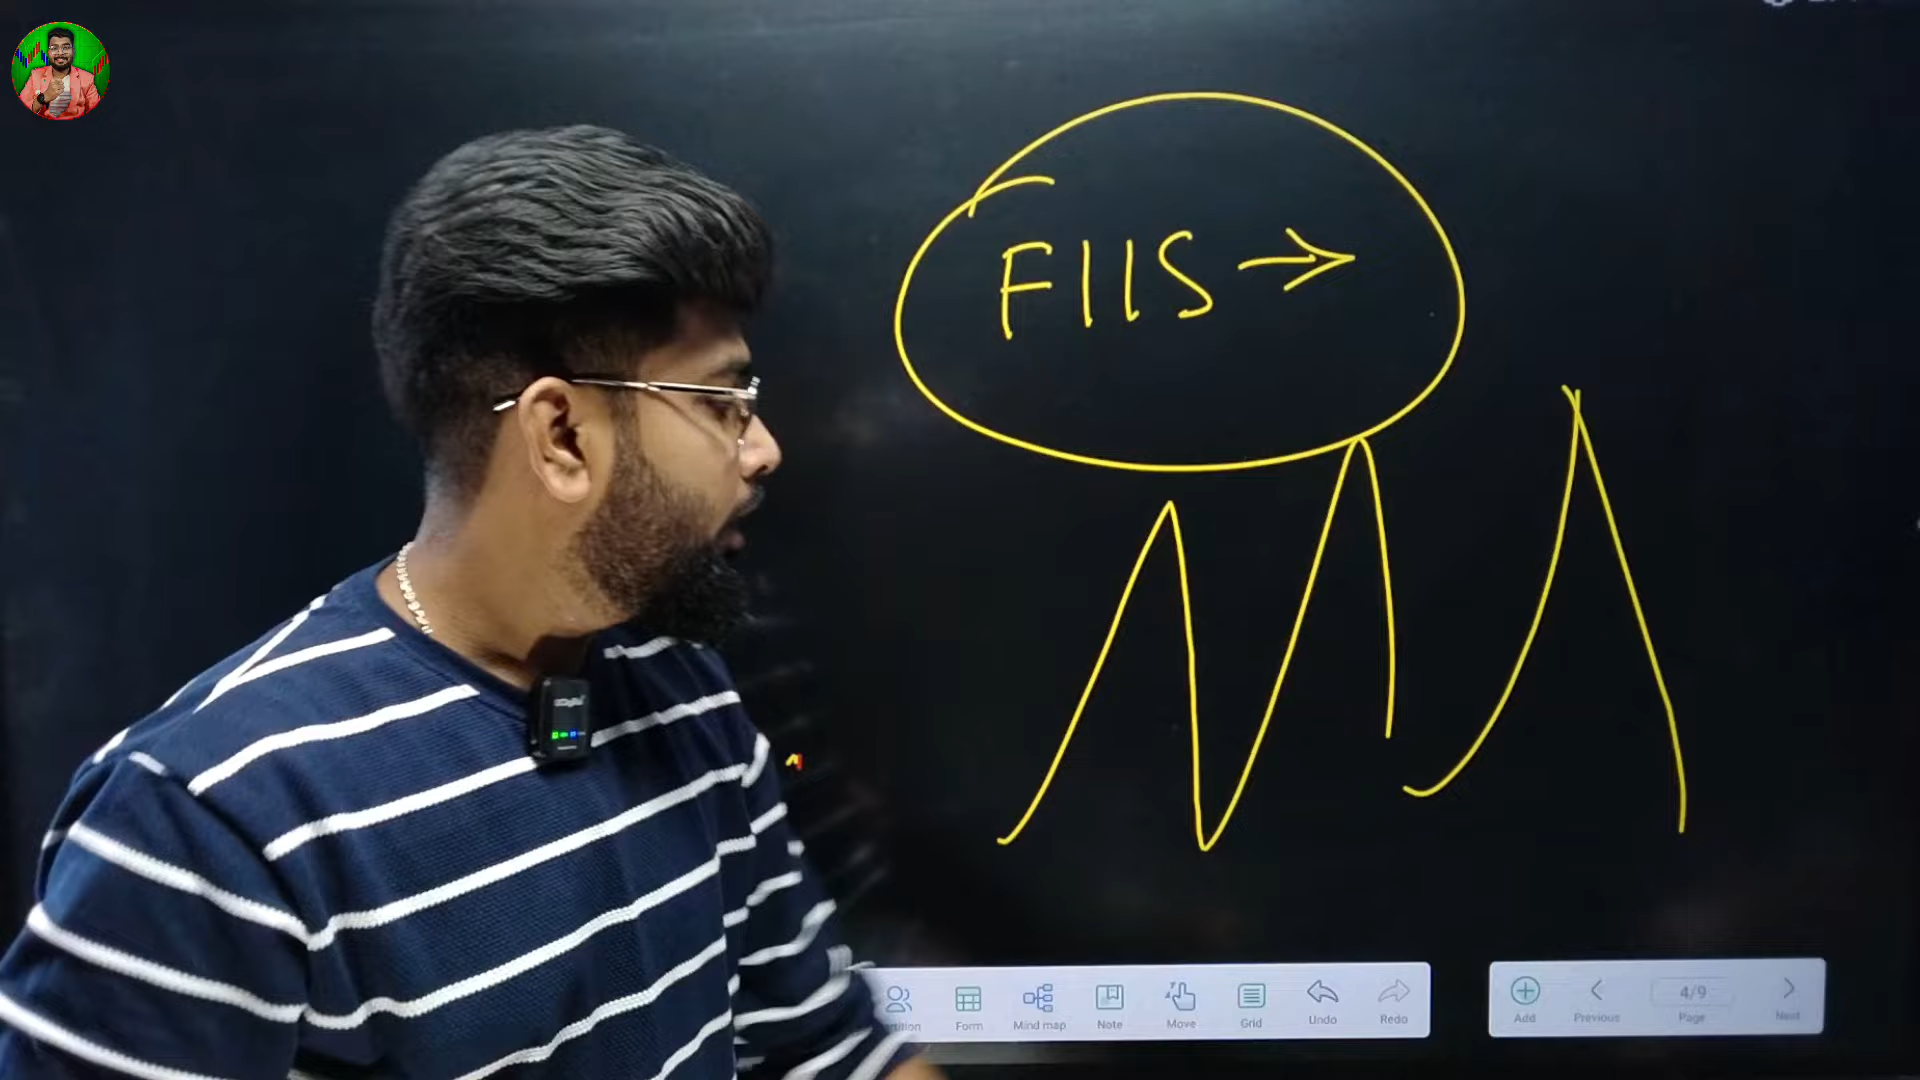 FIIS →
Form
Mind map
Note
Move
Grid
Undo
Redo
Add
Previous
4/9
Page
Next